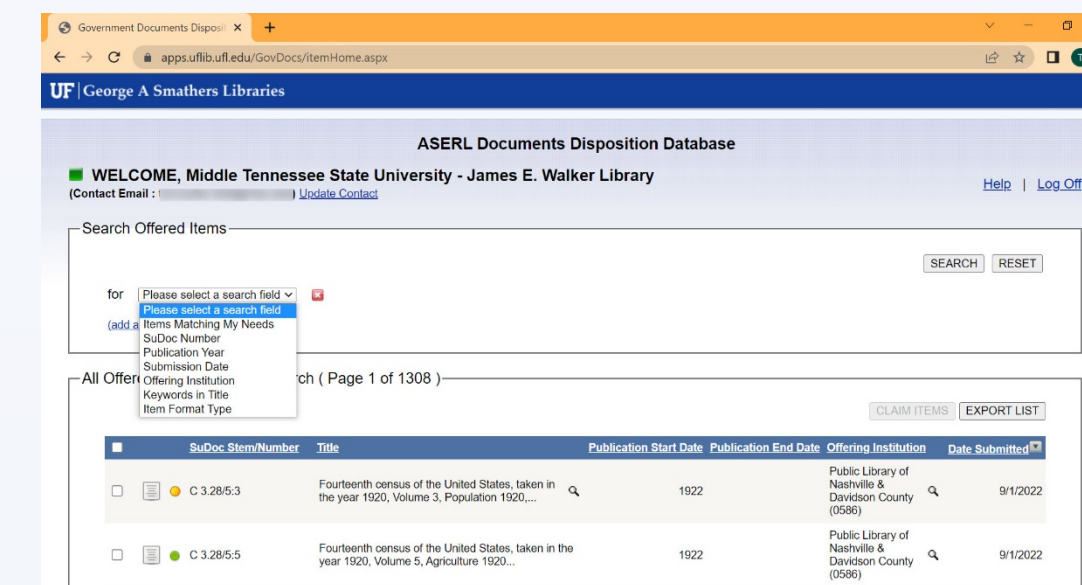 Government Documents Disposi
apps.uflib.ufl.edu/GovDocs/itemHome.aspx
UF George A Smathers Libraries
ASERL Documents Disposition Database
WELCOME, Middle Tennessee State University - James E. Walker Library
(Contact Email : ) Update Contact
Help | Log Off
Search Offered Items
SEARCH RESET
for Please select a search field
Please select a search field
(add a
Items Matching My Needs
SuDoc Number
Publication Year
Submission Date
Offering Institution
Keywords in Title
Item Format Type
All Offer rch ( Page 1 of 1308 )
CLAIM ITEMS EXPORT LIST
SuDoc Stem/Number Title Publication Start Date Publication End Date Offering Institution Date Submitted
C 3.28/5:3 Fourteenth census of the United States, taken in
the year 1920, Volume 3, Population 1920,...
1922
Public Library of
Nashville &
Davidson County
(0586)
9/1/2022
C 3.28/5:5 Fourteenth census of the United States, taken in the
year 1920, Volume 5, Agriculture 1920...
1922
Public Library of
Nashville &
Davidson County
(0586)
9/1/2022